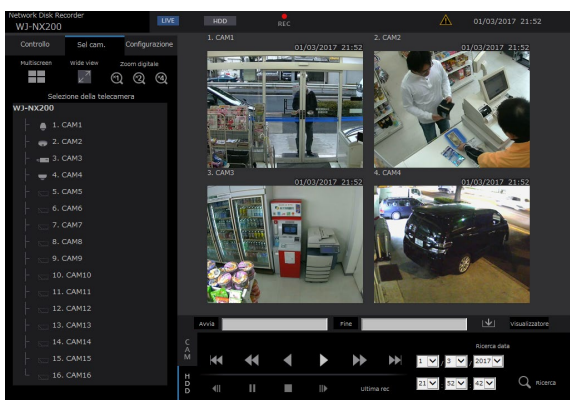 Network Disk Recorder
WJ-NX200
LIVE
HDD
REC
01/03/2017 21:52
Controllo
Sel cam.
Configurazione
Multiscreen
Wide view
Zoom digitale
x1
x2
x4
Selezione della telecamera
WJ-NX200
1. CAM1
2. CAM2
3. CAM3
4. CAM4
5. CAM5
6. CAM6
7. CAM7
8. CAM8
9. CAM9
10. CAM10
11. CAM11
12. CAM12
13. CAM13
14. CAM14
15. CAM15
16. CAM16
1. CAM1
01/03/2017 21:52
2. CAM2
01/03/2017 21:52
3. CAM3
01/03/2017 21:52
4. CAM4
01/03/2017 21:52
Avvia
Fine
Visualizzatore
CAM
HDD
Ultima rec
Ricerca data
1 / 3 / 2017
21 52 42
Ricerca